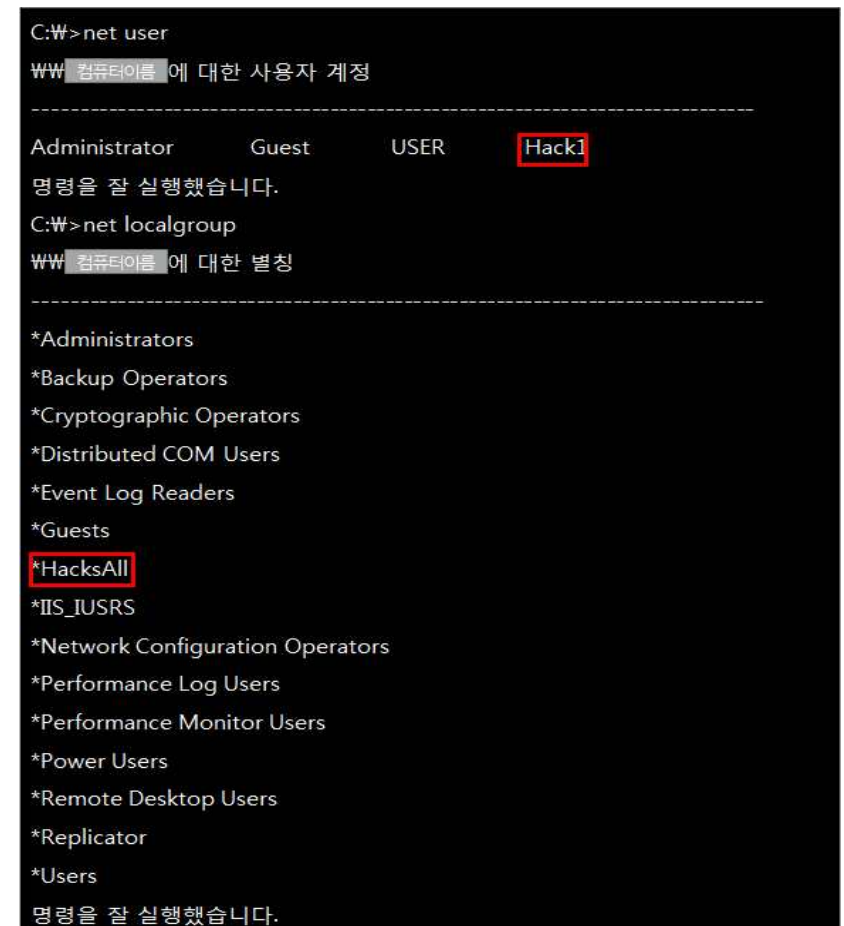 C:₩>net user
₩₩ 컴퓨터이름 에 대한 사용자 계정
-------------------------------------------------------------------------
Administrator Guest USER Hack1
명령을 잘 실행했습니다.
C:₩>net localgroup
₩₩ 컴퓨터이름 에 대한 별칭
--------------------------------------------------------------------------
*Administrators
*Backup Operators
*Cryptographic Operators
*Distributed COM Users
*Event Log Readers
*Guests
*HacksAll
*IIS_IUSRS
*Network Configuration Operators
*Performance Log Users
*Performance Monitor Users
*Power Users
*Remote Desktop Users
*Replicator
*Users
명령을 잘 실행했습니다.